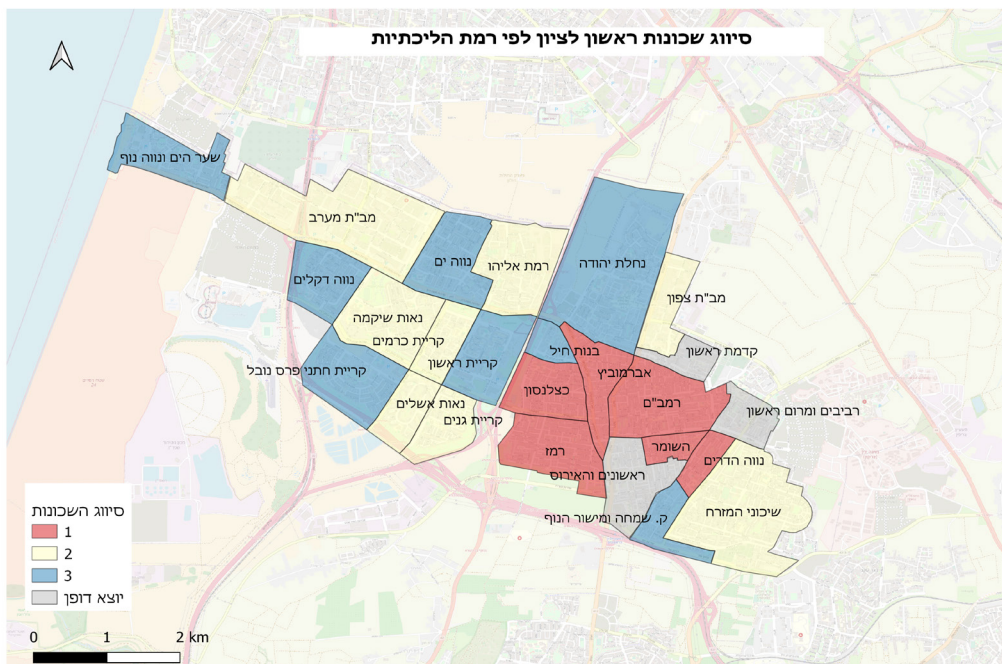 סיווג שכונות ראשון לציון לפי רמת הליכתיות
שער הים ונווה נוף
מב"ת מערב
נווה ים
רמת אליהו
נחלת יהודה
נווה דקלים
מב"ת צפון
נאות שיקמה
קריית כרמים
קריית ראשון
בנות חיל
קדמת ראשון
קריית חתני פרס נובל
אברמוביץ
כצלנסון
רמב"ם
רביבים ומרום ראשון
נאות אשלים
קריית גנים
השומר
רמז
נווה הדרים
ראשונים והאירוס
שיכוני המזרח
ק. שמחה ומישור הנוף
סיווג השכונות
1
2
3
יוצא דופן
0 1 2 km